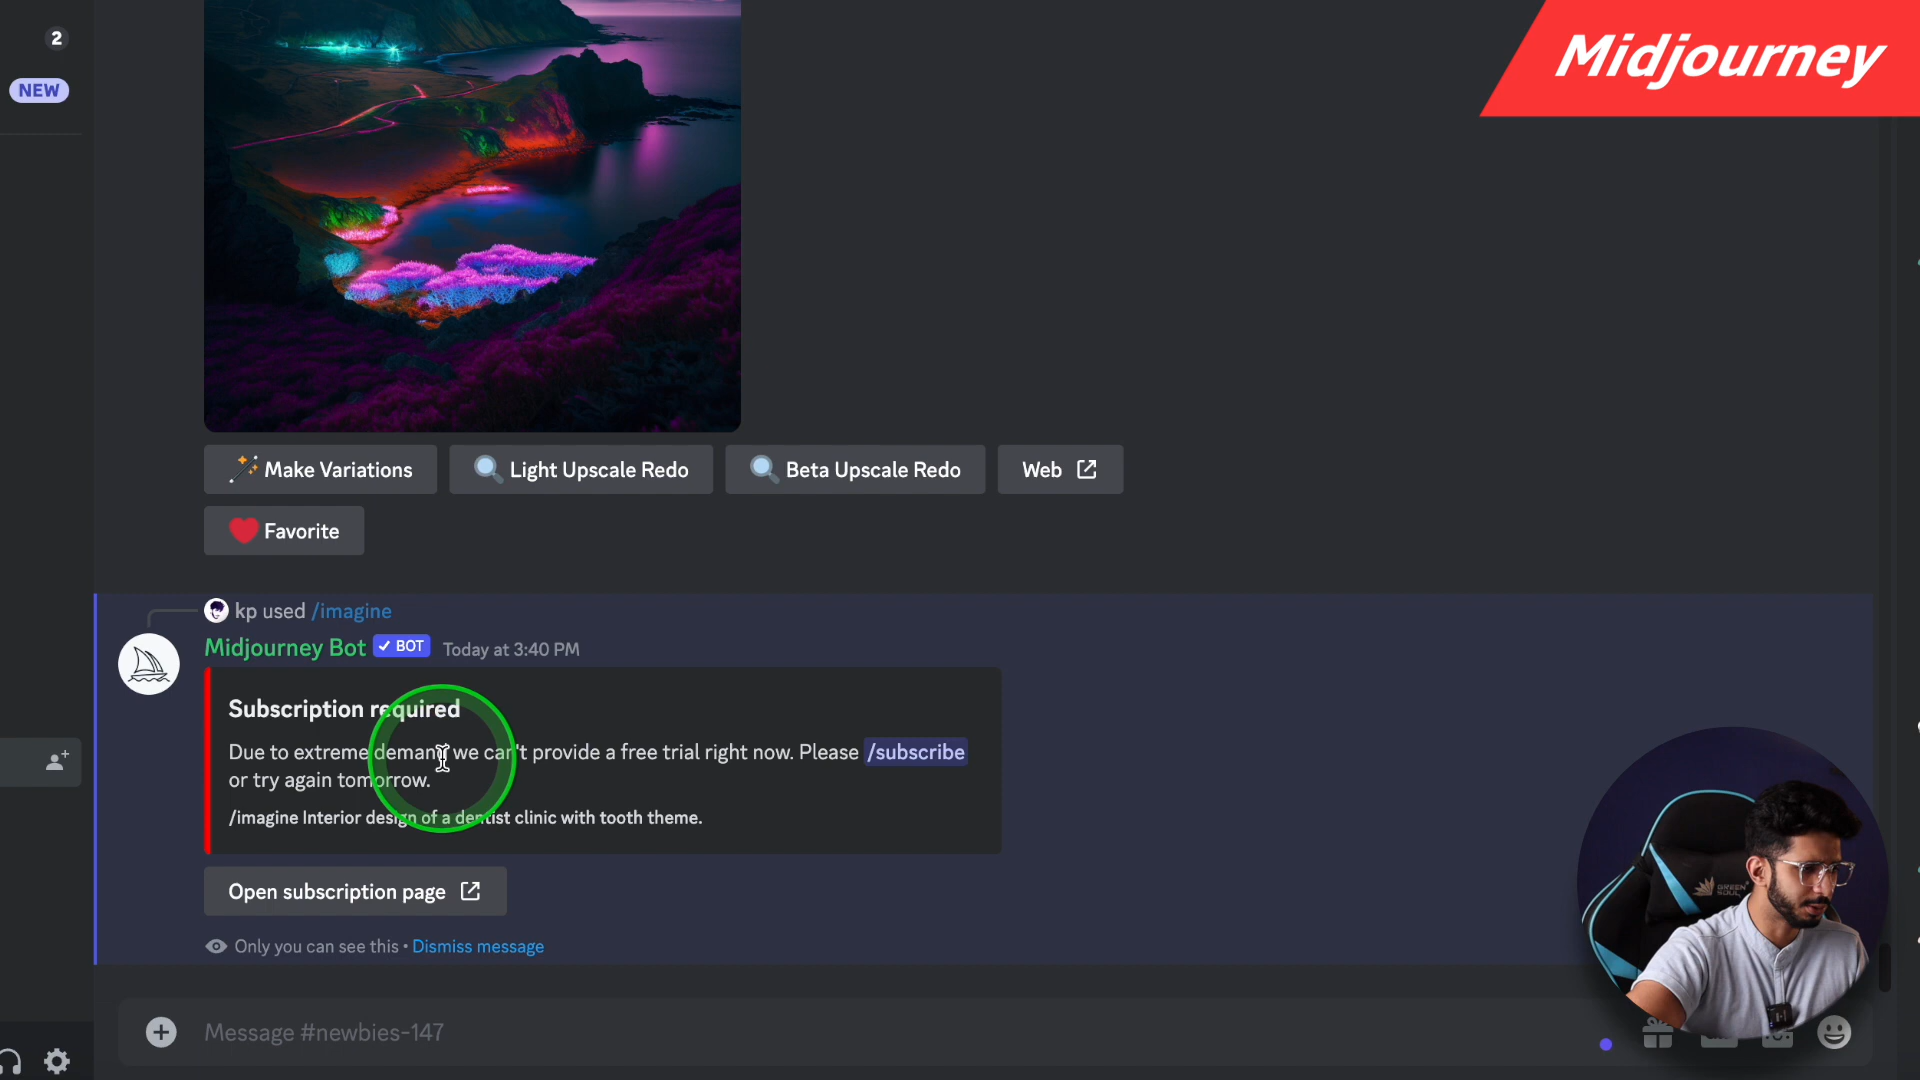 2
NEW
Midjourney
Make Variations
Light Upscale Redo
Beta Upscale Redo
Web
Favorite
kp used /imagine
Midjourney Bot ✓ BOT Today at 3:40 PM
Subscription required
Due to extreme demand we can't provide a free trial right now. Please /subscribe
or try again tomorrow.
/imagine Interior design of a dentist clinic with tooth theme.
Open subscription page
Only you can see this • Dismiss message
Message #newbies-147
GREEN
SOUL